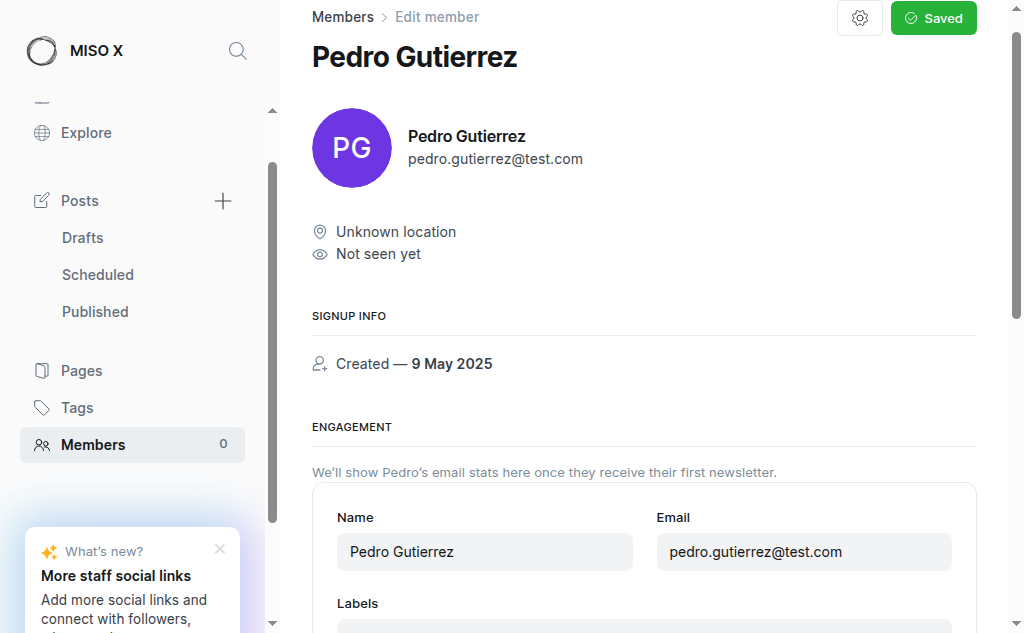 MISO X
Explore
Posts
Drafts
Scheduled
Published
Pages
Tags
Members 0
What's new?
More staff social links
Add more social links and
connect with followers,
Members > Edit member
Saved
Pedro Gutierrez
PG
Pedro Gutierrez
pedro.gutierrez@test.com
Unknown location
Not seen yet
SIGNUP INFO
Created — 9 May 2025
ENGAGEMENT
We'll show Pedro's email stats here once they receive their first newsletter.
Name Email
Pedro Gutierrez pedro.gutierrez@test.com
Labels